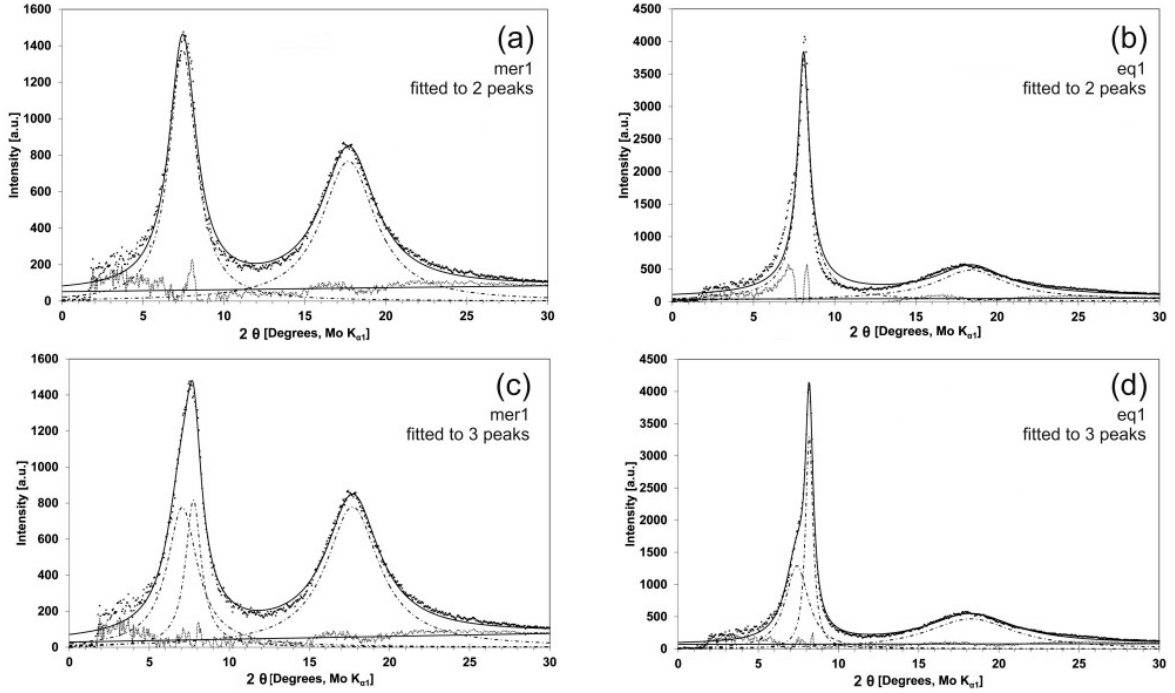 1600
1400
1200
1000
800
600
400
200
0
Intensity [a.u.]
(a)
mer1
fitted to 2 peaks
0 5 10 15 20 25 30
2 θ [Degrees, Mo Kα1]
4500
4000
3500
3000
2500
2000
1500
1000
500
0
Intensity [a.u.]
(b)
eq1
fitted to 2 peaks
0 5 10 15 20 25 30
2 θ [Degrees, Mo Kα1]
1600
1400
1200
1000
800
600
400
200
0
Intensity [a.u.]
(c)
mer1
fitted to 3 peaks
0 5 10 15 20 25 30
2 θ [Degrees, Mo Kα1]
4500
4000
3500
3000
2500
2000
1500
1000
500
0
Intensity [a.u.]
(d)
eq1
fitted to 3 peaks
0 5 10 15 20 25 30
2 θ [Degrees, Mo Kα1]